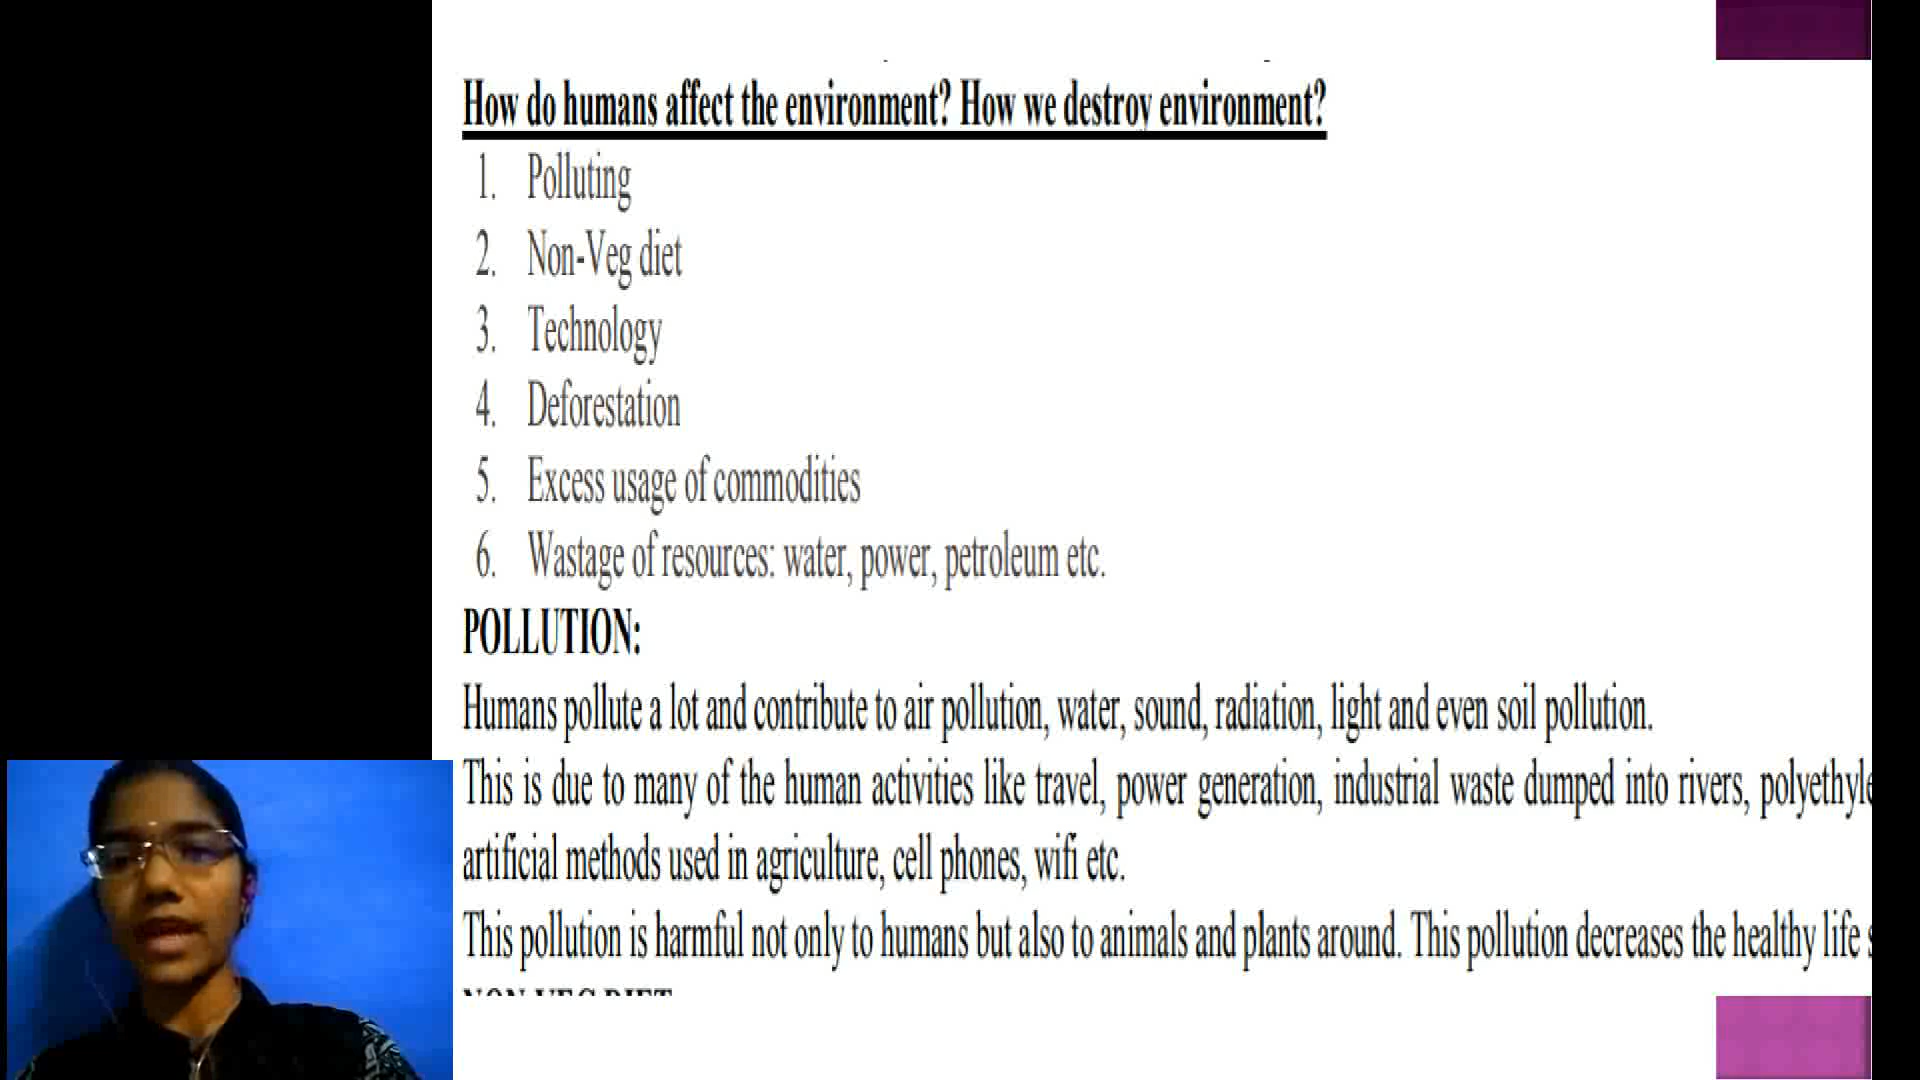 How do humans affect the environment? How we destroy environment?
1. Polluting
2. Non-Veg diet
3. Technology
4. Deforestation
5. Excess usage of commodities
6. Wastage of resources: water, power, petroleum etc.
POLLUTION:
Humans pollute a lot and contribute to air pollution, water, sound, radiation, light and even soil pollution.
This is due to many of the human activities like travel, power generation, industrial waste dumped into rivers, polyethyle
artificial methods used in agriculture, cell phones, wifi etc.
This pollution is harmful not only to humans but also to animals and plants around. This pollution decreases the healthy life s
NON-VEG DIET